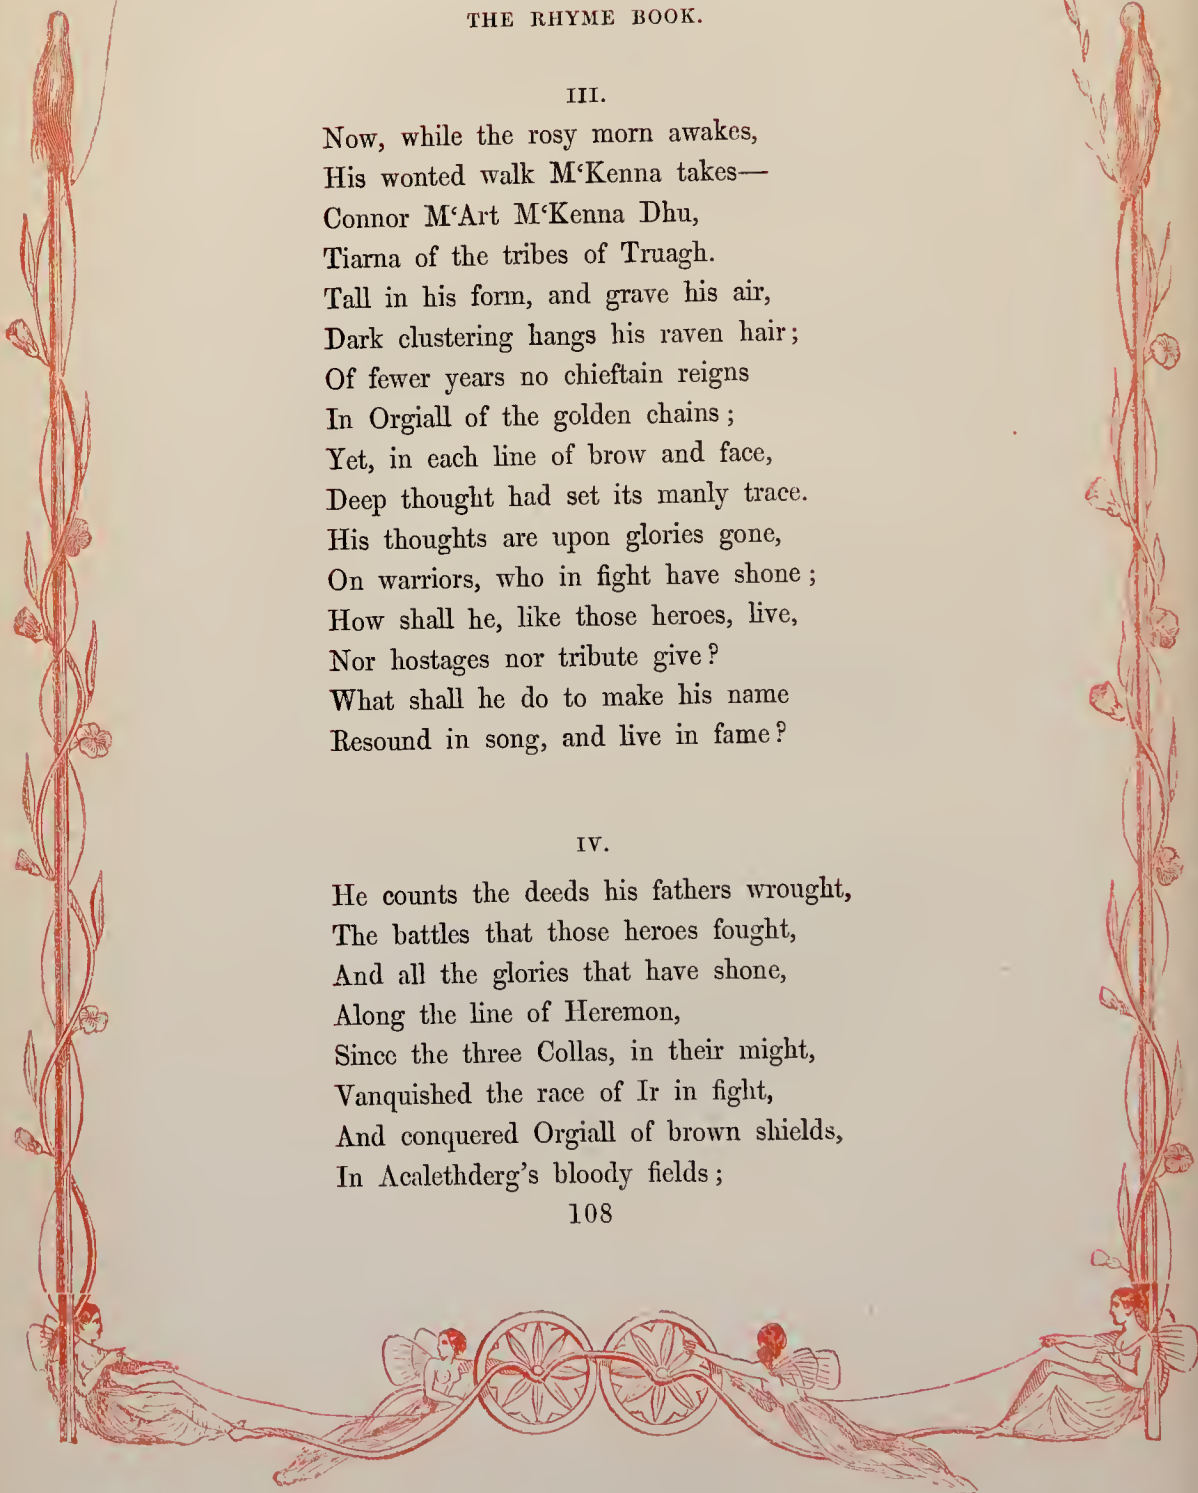 THE RHYME BOOK.
III.
Now, while the rosy morn awakes,
His wonted walk M‘Kenna takes—
Connor M‘Art M‘Kenna Dhu,
Tiarna of the tribes of Truagh.
Tall in his form, and grave his air,
Dark clustering hangs his raven hair;
Of fewer years no chieftain reigns
In Orgiall of the golden chains;
Yet, in each line of brow and face,
Deep thought had set its manly trace.
His thoughts are upon glories gone,
On warriors, who in fight have shone;
How shall he, like those heroes, live,
Nor hostages nor tribute give?
What shall he do to make his name
Resound in song, and live in fame?
IV.
He counts the deeds his fathers wrought,
The battles that those heroes fought,
And all the glories that have shone,
Along the line of Heremon,
Since the three Collas, in their might,
Vanquished the race of Ir in fight,
And conquered Orgiall of brown shields,
In Acalethderg’s bloody fields;
108